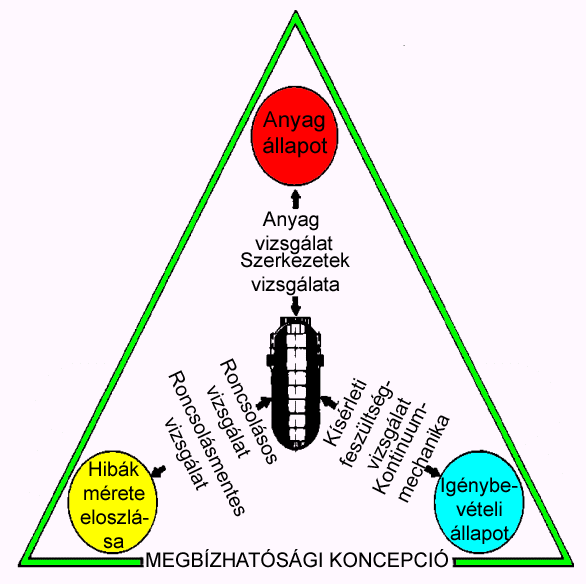 Anyag
állapot
Anyag
vizsgálat
Szerkezetek
vizsgálata
Roncsolásos
vizsgálat
Roncsolásmentes
vizsgálat
Kísérleti
feszültség-
vizsgálat
Kontinuum-
mechanika
Hibák
mérete
eloszlá-
sa
Igénybe-
vételi
állapot
MEGBÍZHATÓSÁGI KONCEPCIÓ